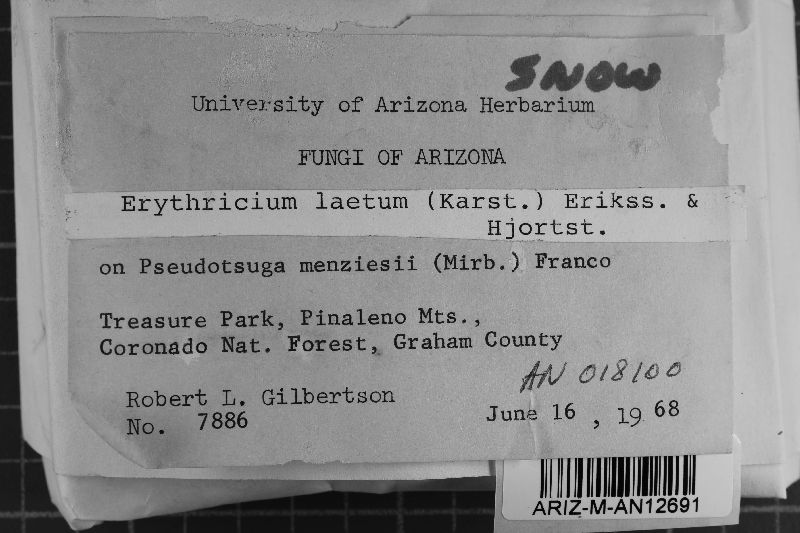 SNOW
University of Arizona Herbarium
FUNGI OF ARIZONA
Erythricium laetum (Karst.) Erikss. &
Hjortst.
on Pseudotsuga menziesii (Mirb.) Franco
Treasure Park, Pinaleno Mts.,
Coronado Nat. Forest, Graham County
AN 018100
Robert L. Gilbertson
No. 7886
June 16 , 19 68
ARIZ-M-AN12691